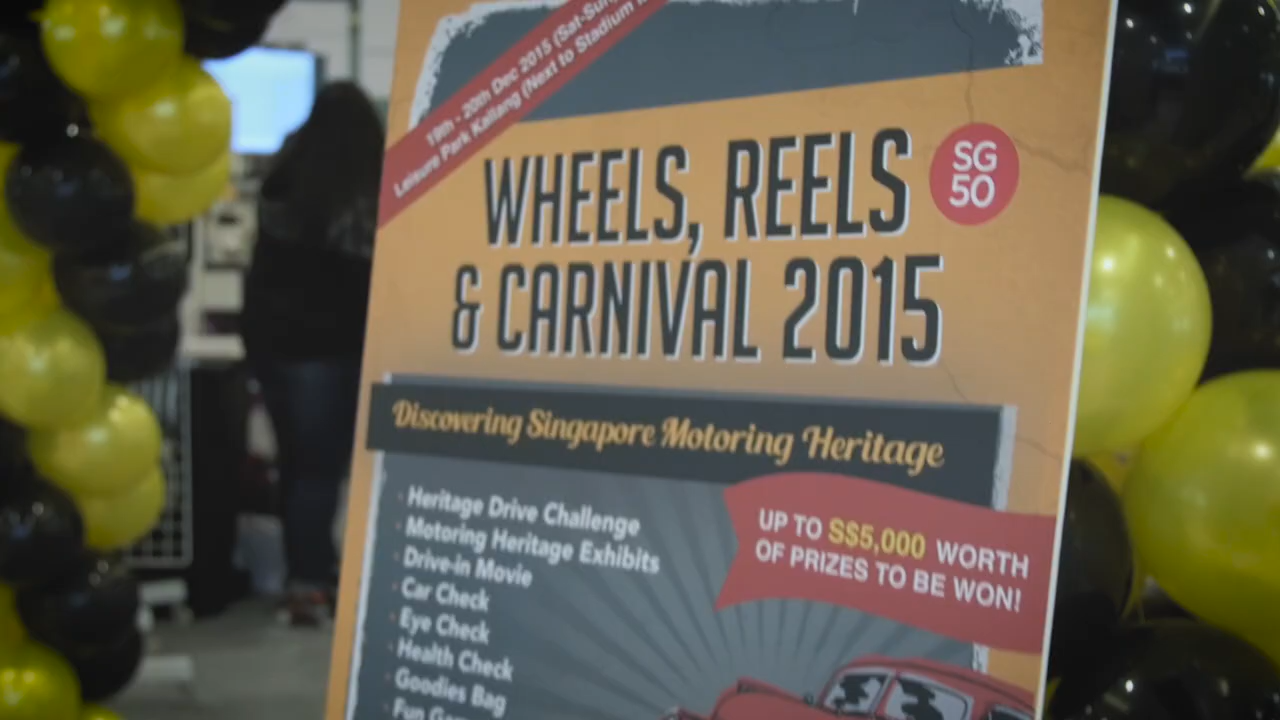 19th - 20th Dec 2015 (Sat-Sun
Leisure Park Kallang (Next to Stadium
WHEELS, REELS
& CARNIVAL 2015
SG
50
Discovering Singapore Motoring Heritage
Heritage Drive Challenge
Motoring Heritage Exhibits
Drive-in Movie
Car Check
Eye Check
Health Check
Goodies Bag
Fun
UP TO S$5,000 WORTH
OF PRIZES TO BE WON!